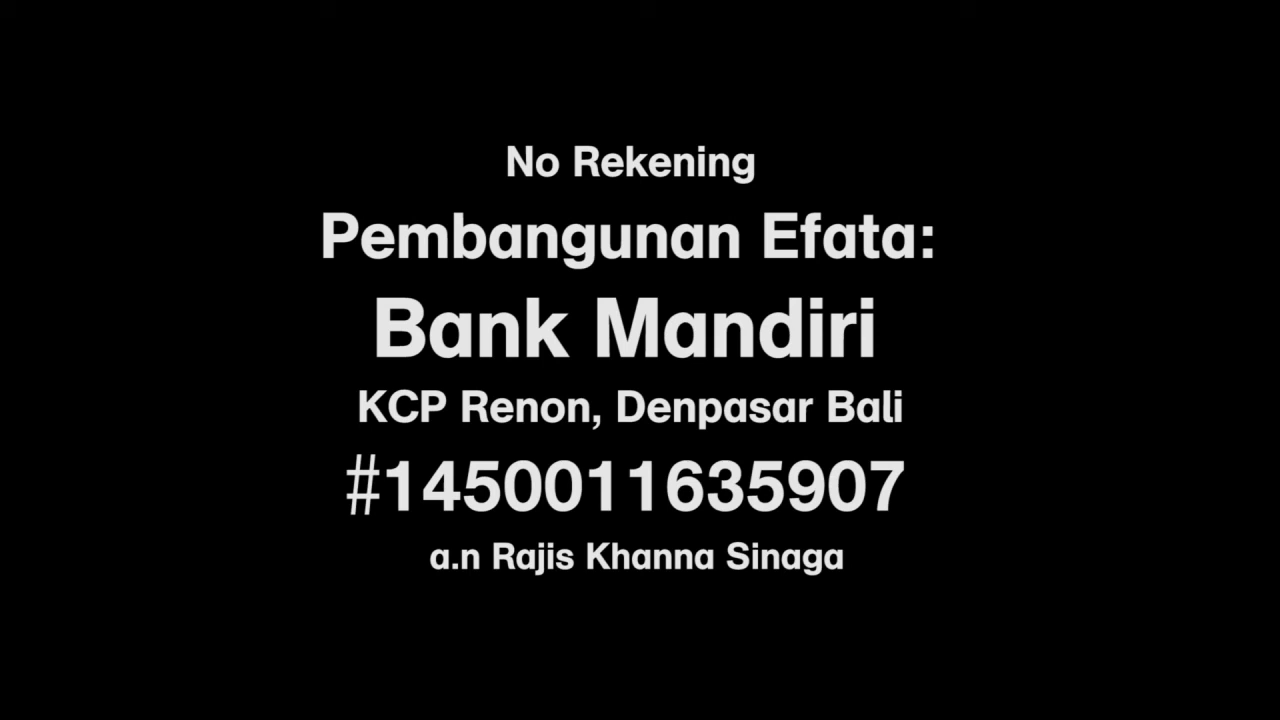 No Rekening
Pembangunan Efata:
Bank Mandiri
KCP Renon, Denpasar Bali
#1450011635907
a.n Rajis Khanna Sinaga